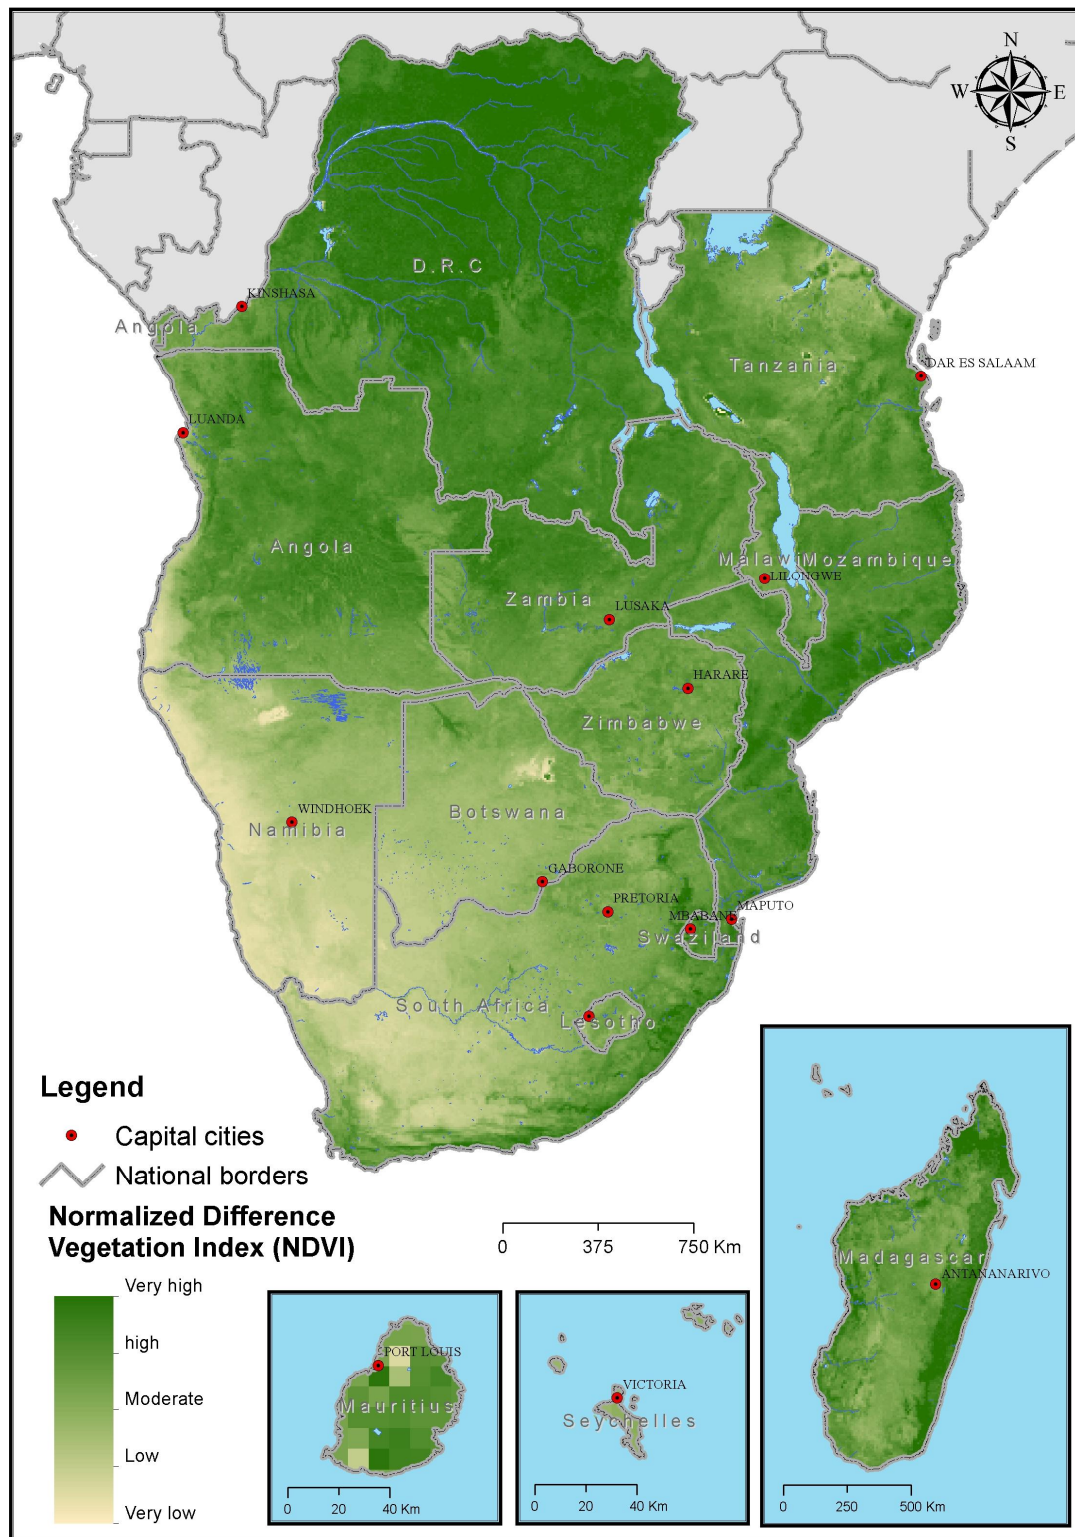 N
W E
S
D.R.C
KINSHASA
Angola
Tanzania
DAR ES SALAAM
LUANDA
Angola
Malawi
Mozambique
LILONGWE
Zambia
LUSAKA
HARARE
Zimbabwe
WINDHOEK
Namibia
Botswana
GABORONE
PRETORIA
MBABANE
MAPUTO
Swaziland
South Africa
Lesotho
Legend
Capital cities
National borders
Normalized Difference
Vegetation Index (NDVI)
Very high
high
Moderate
Low
Very low
0 375 750 Km
PORT LOUIS
Mauritius
0 20 40 Km
VICTORIA
Seychelles
0 20 40 Km
Madagascar
ANTANANARIVO
0 250 500 Km